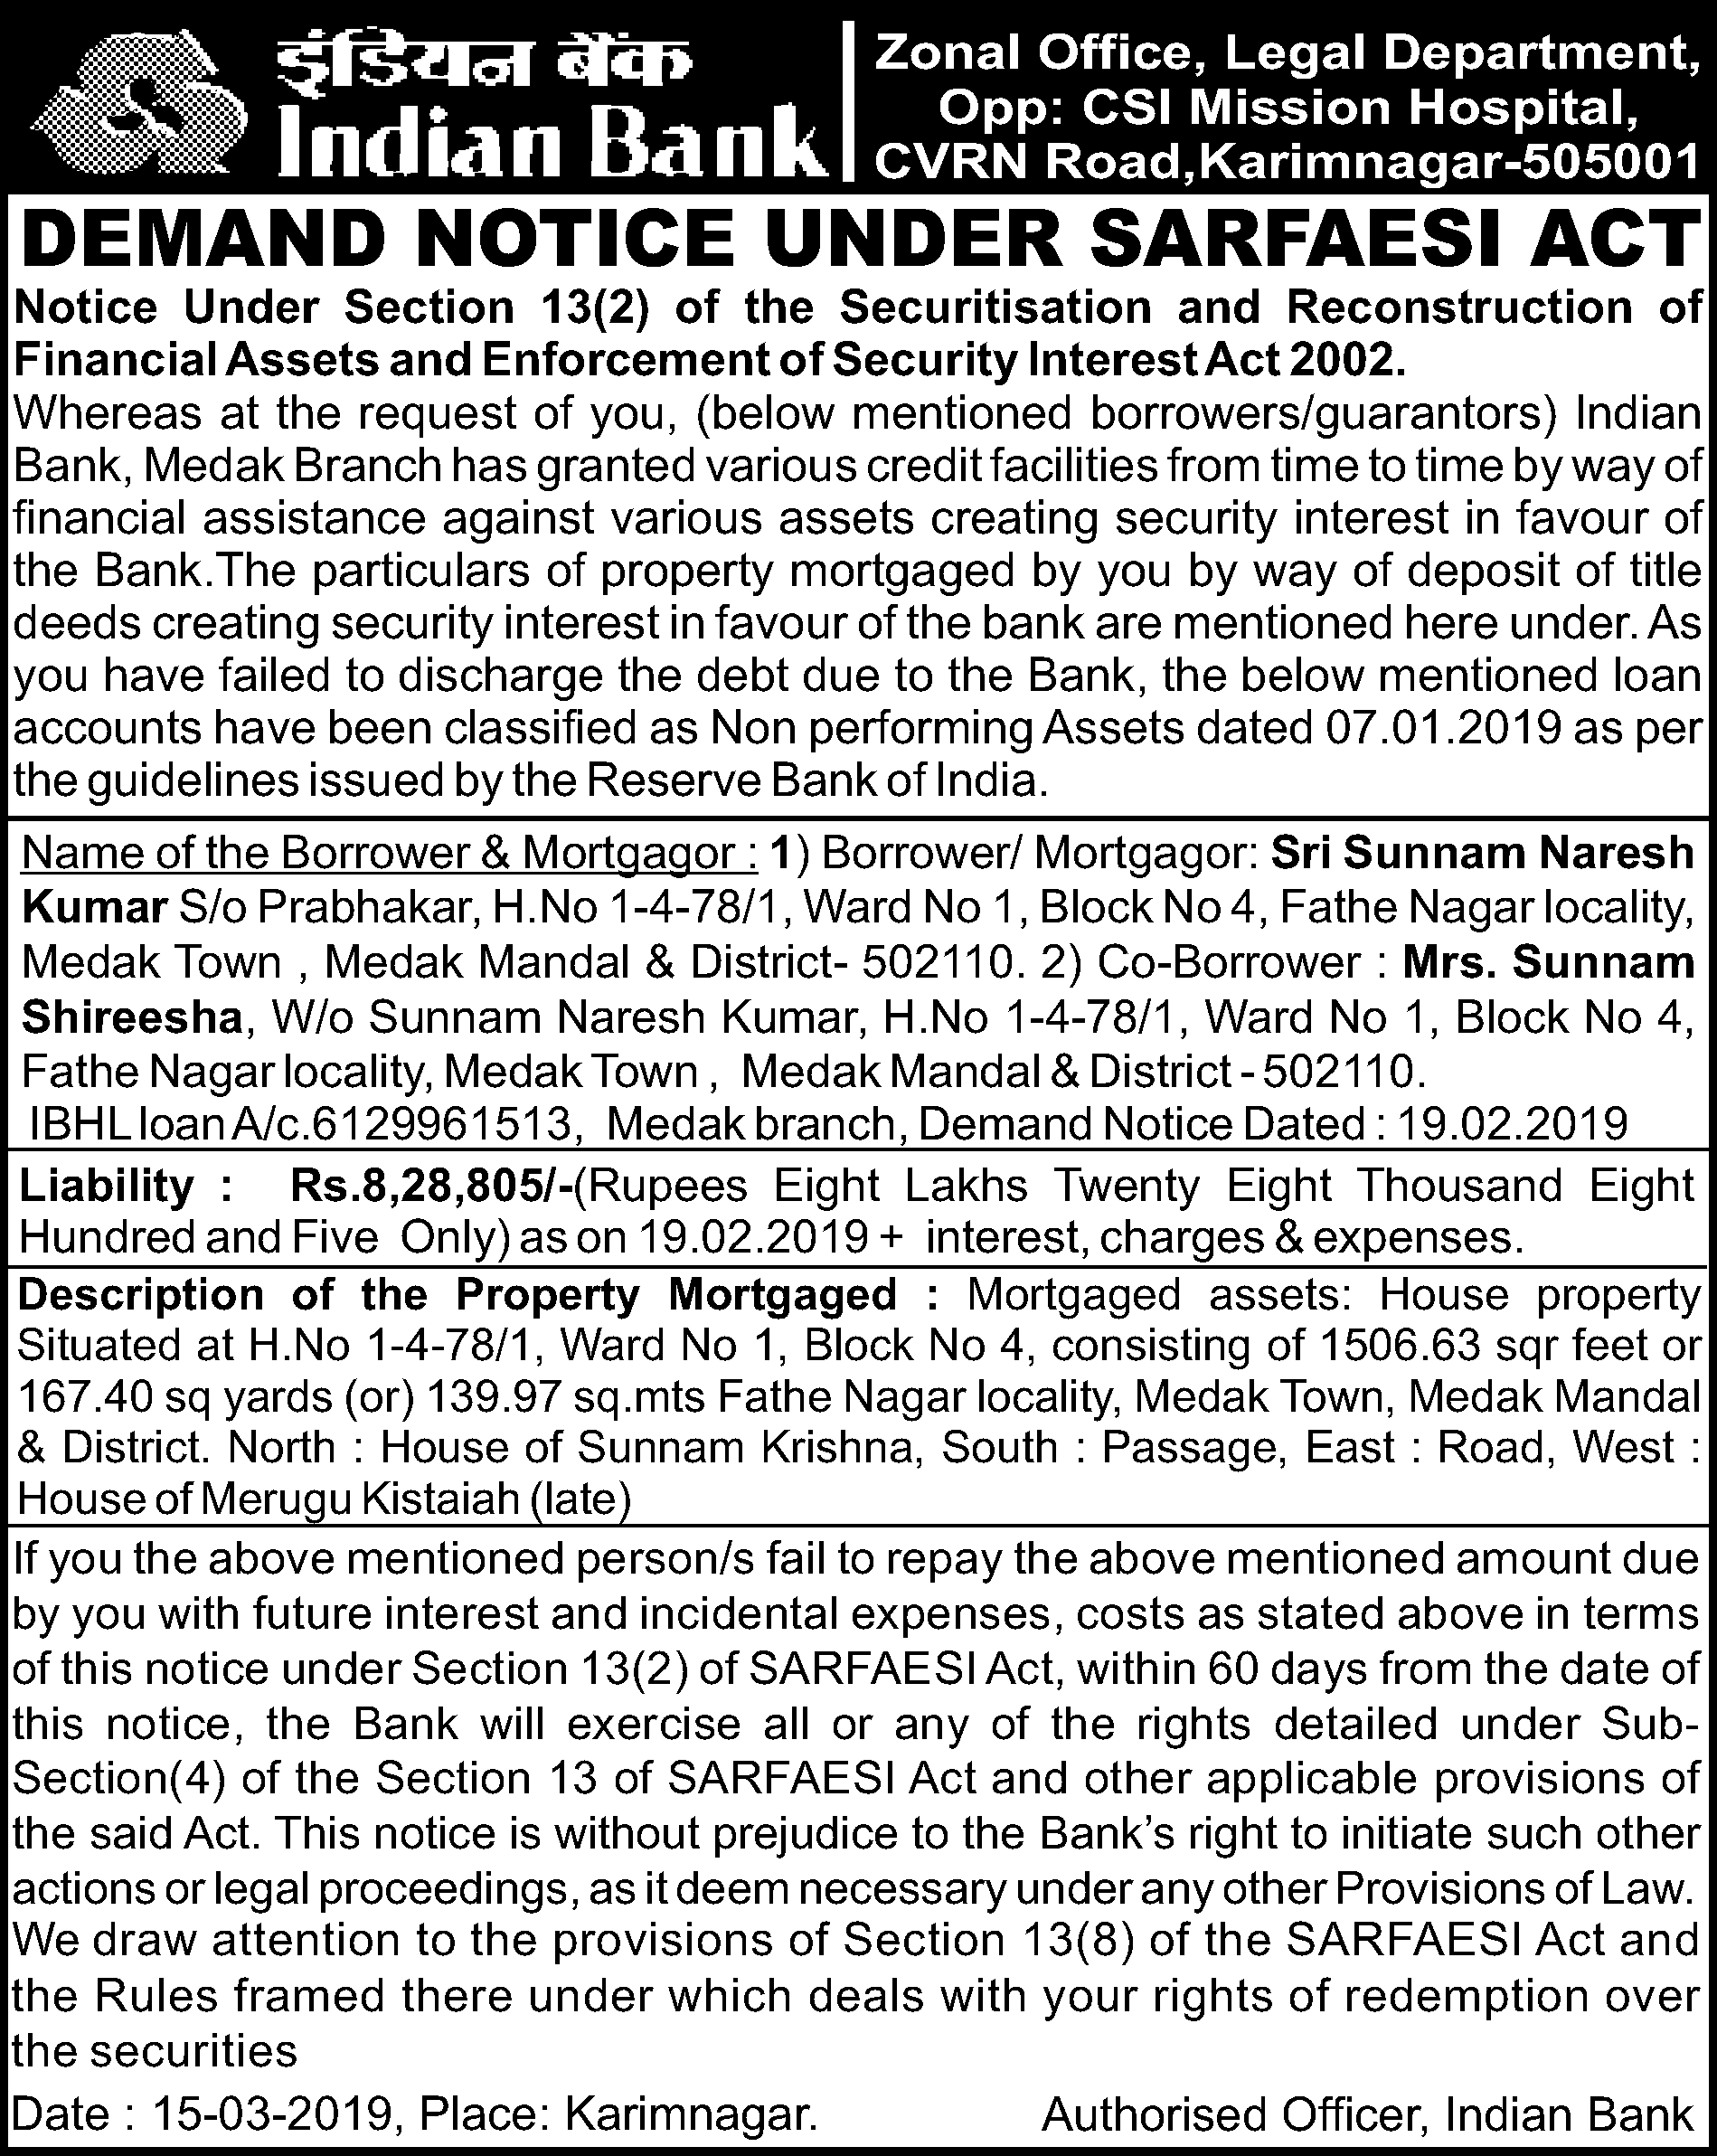 इंडियन बैंक
Indian Bank
Zonal Office, Legal Department,
Opp: CSI Mission Hospital,
CVRN Road,Karimnagar-505001
DEMAND NOTICE UNDER SARFAESI ACT
Notice Under Section 13(2) of the Securitisation and Reconstruction of
Financial Assets and Enforcement of Security Interest Act 2002.
Whereas at the request of you, (below mentioned borrowers/guarantors) Indian
Bank, Medak Branch has granted various credit facilities from time to time by way of
financial assistance against various assets creating security interest in favour of
the Bank.The particulars of property mortgaged by you by way of deposit of title
deeds creating security interest in favour of the bank are mentioned here under. As
you have failed to discharge the debt due to the Bank, the below mentioned loan
accounts have been classified as Non performing Assets dated 07.01.2019 as per
the guidelines issued by the Reserve Bank of India.
Name of the Borrower & Mortgagor : 1) Borrower/ Mortgagor: Sri Sunnam Naresh
Kumar S/o Prabhakar, H.No 1-4-78/1, Ward No 1, Block No 4, Fathe Nagar locality,
Medak Town , Medak Mandal & District- 502110. 2) Co-Borrower : Mrs. Sunnam
Shireesha, W/o Sunnam Naresh Kumar, H.No 1-4-78/1, Ward No 1, Block No 4,
Fathe Nagar locality, Medak Town , Medak Mandal & District - 502110.
IBHL loan A/c.6129961513, Medak branch, Demand Notice Dated : 19.02.2019
Liability : Rs.8,28,805/-(Rupees Eight Lakhs Twenty Eight Thousand Eight
Hundred and Five Only) as on 19.02.2019 + interest, charges & expenses.
Description of the Property Mortgaged : Mortgaged assets: House property
Situated at H.No 1-4-78/1, Ward No 1, Block No 4, consisting of 1506.63 sqr feet or
167.40 sq yards (or) 139.97 sq.mts Fathe Nagar locality, Medak Town, Medak Mandal
& District. North : House of Sunnam Krishna, South : Passage, East : Road, West :
House of Merugu Kistaiah (late)
If you the above mentioned person/s fail to repay the above mentioned amount due
by you with future interest and incidental expenses, costs as stated above in terms
of this notice under Section 13(2) of SARFAESI Act, within 60 days from the date of
this notice, the Bank will exercise all or any of the rights detailed under Sub-
Section(4) of the Section 13 of SARFAESI Act and other applicable provisions of
the said Act. This notice is without prejudice to the Bank’s right to initiate such other
actions or legal proceedings, as it deem necessary under any other Provisions of Law.
We draw attention to the provisions of Section 13(8) of the SARFAESI Act and
the Rules framed there under which deals with your rights of redemption over
the securities
Date : 15-03-2019, Place: Karimnagar. Authorised Officer, Indian Bank